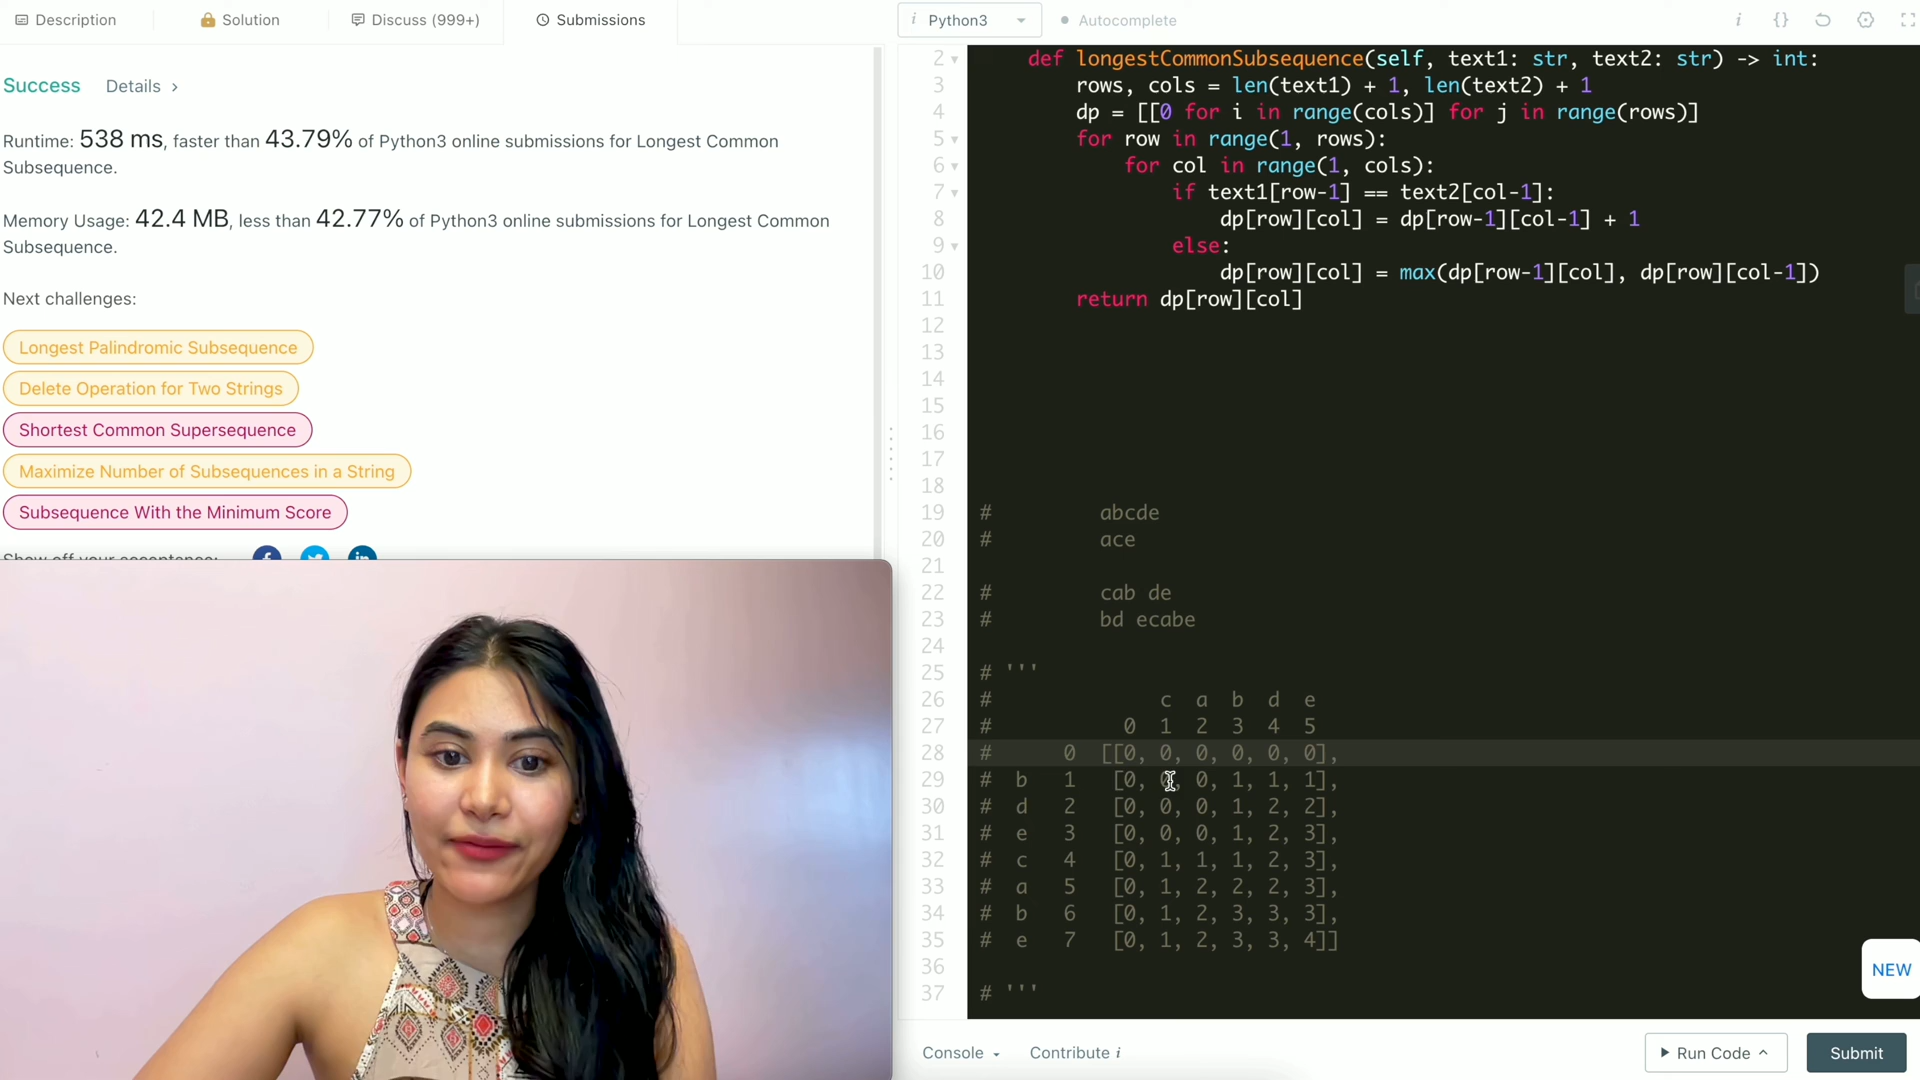 Description
Solution
Discuss (999+)
Submissions
Success
Details >
Runtime: 538 ms, faster than 43.79% of Python3 online submissions for Longest Common
Subsequence.
Memory Usage: 42.4 MB, less than 42.77% of Python3 online submissions for Longest Common
Subsequence.
Next challenges:
Longest Palindromic Subsequence
Delete Operation for Two Strings
Shortest Common Supersequence
Maximize Number of Subsequences in a String
Subsequence With the Minimum Score
Show off your acceptance:
i Python3
Autocomplete
2 def longestCommonSubsequence(self, text1: str, text2: str) -> int:
3 rows, cols = len(text1) + 1, len(text2) + 1
4 dp = [[0 for i in range(cols)] for j in range(rows)]
5 for row in range(1, rows):
6 for col in range(1, cols):
7 if text1[row-1] == text2[col-1]:
8 dp[row][col] = dp[row-1][col-1] + 1
9 else:
10 dp[row][col] = max(dp[row-1][col], dp[row][col-1])
11 return dp[row][col]
12
13
14
15
16
17
18
19 # abcde
20 # ace
21
22 # cab de
23 # bd ecabe
24
25 # '''
26 # c a b d e
27 # 0 1 2 3 4 5
28 # 0 [[0, 0, 0, 0, 0, 0],
29 # b 1 [0, 0, 0, 1, 1, 1],
30 # d 2 [0, 0, 0, 1, 2, 2],
31 # e 3 [0, 0, 0, 1, 2, 3],
32 # c 4 [0, 1, 1, 1, 2, 3],
33 # a 5 [0, 1, 2, 2, 2, 3],
34 # b 6 [0, 1, 2, 3, 3, 3],
35 # e 7 [0, 1, 2, 3, 3, 4]]
36
37 # '''
NEW
Console
Contribute i
Run Code
Submit